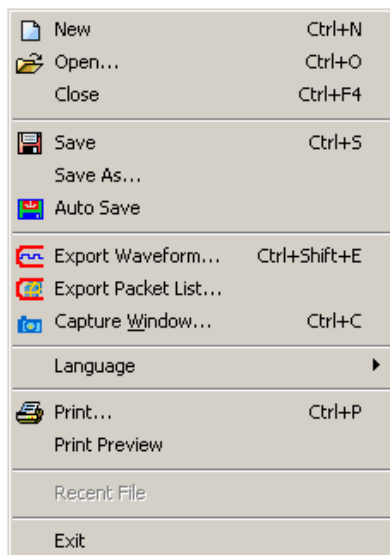 New Ctrl+N
Open... Ctrl+O
Close Ctrl+F4
Save Ctrl+S
Save As...
Auto Save
Export Waveform... Ctrl+Shift+E
Export Packet List...
Capture Window... Ctrl+C
Language
Print... Ctrl+P
Print Preview
Recent File
Exit